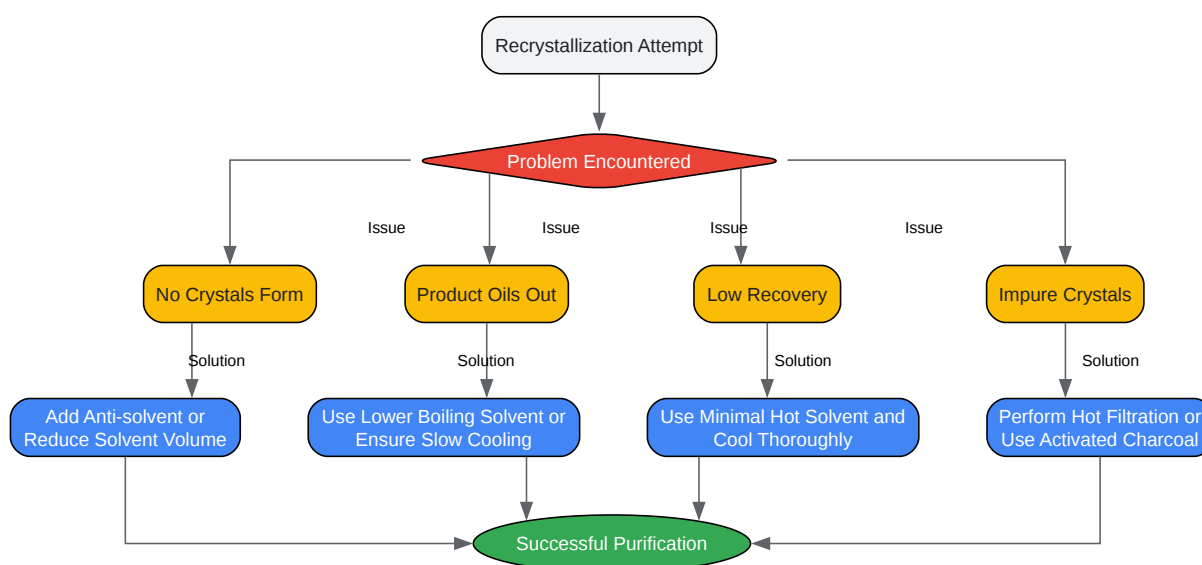 Recrystallization Attempt
Problem Encountered
Issue
Issue
Issue
Issue
No Crystals Form
Product Oils Out
Low Recovery
Impure Crystals
Solution
Solution
Solution
Solution
Add Anti-solvent or
Reduce Solvent Volume
Use Lower Boiling Solvent or
Ensure Slow Cooling
Use Minimal Hot Solvent and
Cool Thoroughly
Perform Hot Filtration or
Use Activated Charcoal
Successful Purification